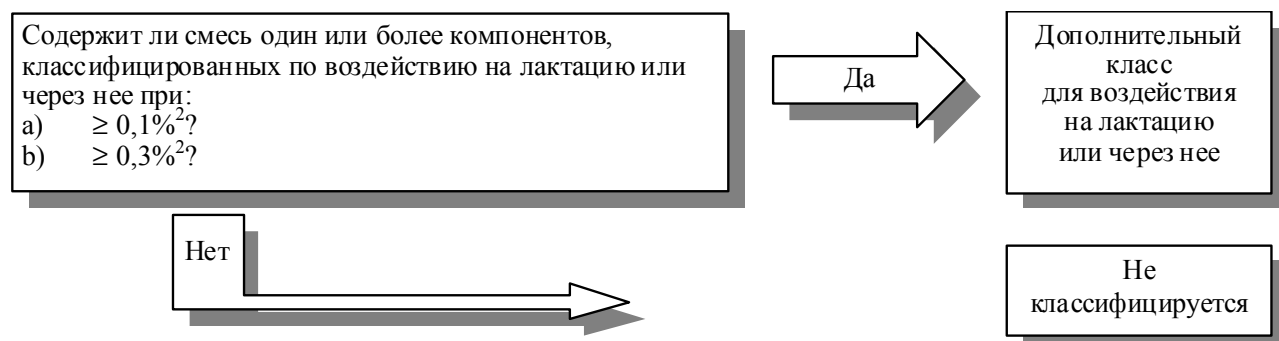 Содержит ли смесь один или более компонентов,
классифицированных по воздействию на лактацию или
через нее при:
a) ≥ 0,1%²?
b) ≥ 0,3%²?
Да
Дополнительный
класс
для воздействия
на лактацию
или через нее
Нет
Не
классифицируется